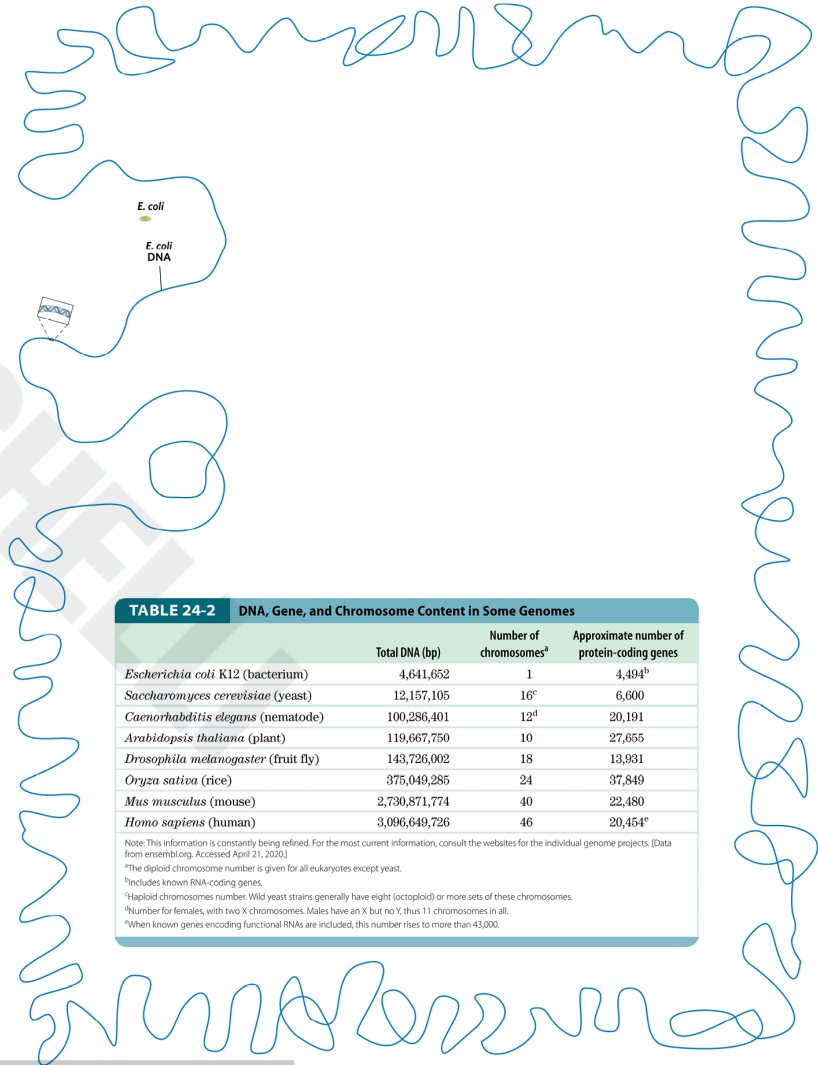 E. coli
E. coli
DNA
TABLE 24-2 DNA, Gene, and Chromosome Content in Some Genomes
Total DNA (bp) Number of chromosomesᵃ Approximate number of protein-coding genes
Escherichia coli K12 (bacterium) 4,641,652 1 4,494ᵇ
Saccharomyces cerevisiae (yeast) 12,157,105 16ᶜ 6,600
Caenorhabditis elegans (nematode) 100,286,401 12ᵈ 20,191
Arabidopsis thaliana (plant) 119,667,750 10 27,655
Drosophila melanogaster (fruit fly) 143,726,002 18 13,931
Oryza sativa (rice) 375,049,285 24 37,849
Mus musculus (mouse) 2,730,871,774 40 22,480
Homo sapiens (human) 3,096,649,726 46 20,454ᵉ
Note: This information is constantly being refined. For the most current information, consult the websites for the individual genome projects. [Data
from ensembl.org. Accessed April 21, 2020.]
ᵃThe diploid chromosome number is given for all eukaryotes except yeast.
ᵇIncludes known RNA-coding genes.
ᶜHaploid chromosomes number. Wild yeast strains generally have eight (octoploid) or more sets of these chromosomes.
ᵈNumber for females, with two X chromosomes. Males have an X but no Y, thus 11 chromosomes in all.
ᵉWhen known genes encoding functional RNAs are included, this number rises to more than 43,000.